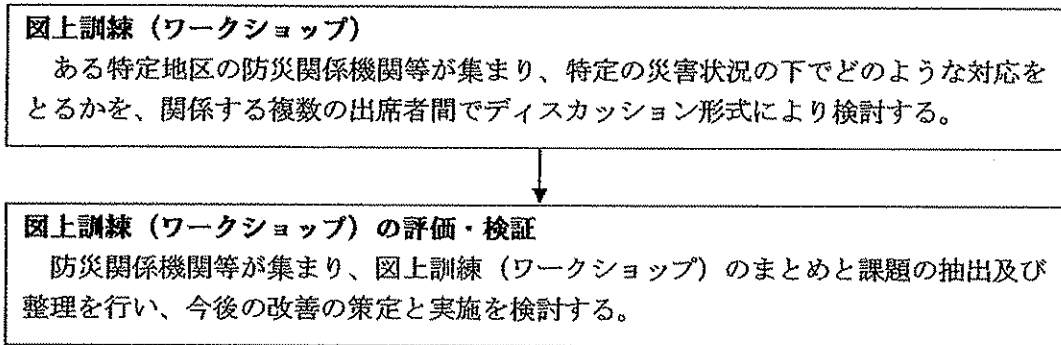 図上訓練（ワークショップ）
ある特定地区の防災関係機関等が集まり、特定の災害状況の下でどのような対応を
とるかを、関係する複数の出席者間でディスカッション形式により検討する。
図上訓練（ワークショップ）の評価・検証
防災関係機関等が集まり、図上訓練（ワークショップ）のまとめと課題の抽出及び
整理を行い、今後の改善の策定と実施を検討する。